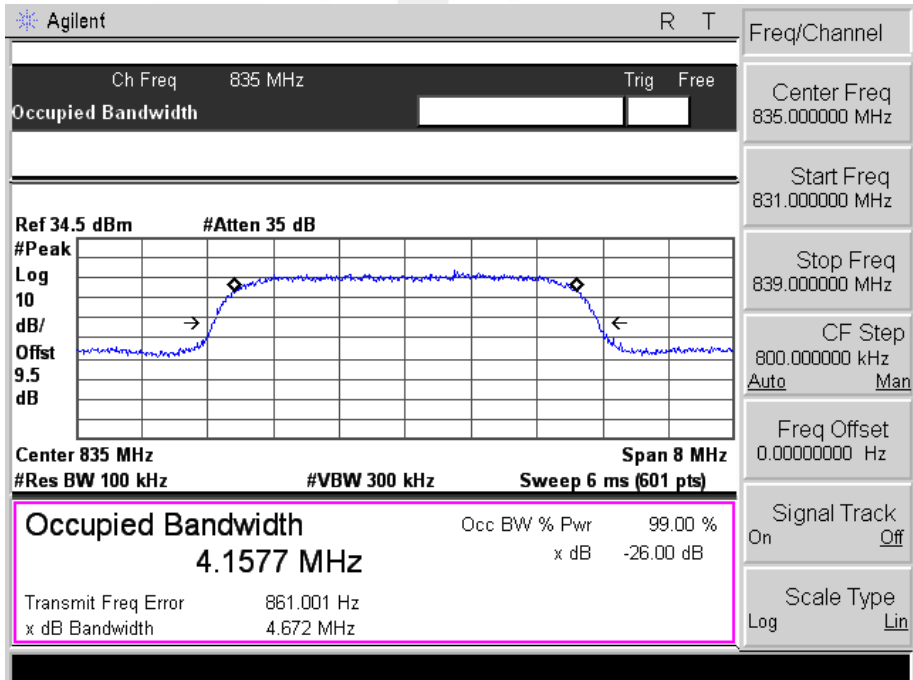 Agilent R T
Ch Freq 835 MHz Trig Free
Occupied Bandwidth
Ref 34.5 dBm #Atten 35 dB
#Peak
Log
10
dB/
Offst
9.5
dB
Center 835 MHz Span 8 MHz
#Res BW 100 kHz #VBW 300 kHz Sweep 6 ms (601 pts)
Occupied Bandwidth Occ BW % Pwr 99.00 %
4.1577 MHz x dB -26.00 dB
Transmit Freq Error 861.001 Hz
x dB Bandwidth 4.672 MHz
Freq/Channel
Center Freq
835.000000 MHz
Start Freq
831.000000 MHz
Stop Freq
839.000000 MHz
CF Step
800.000000 kHz
Auto Man
Freq Offset
0.00000000 Hz
Signal Track
On Off
Scale Type
Log Lin